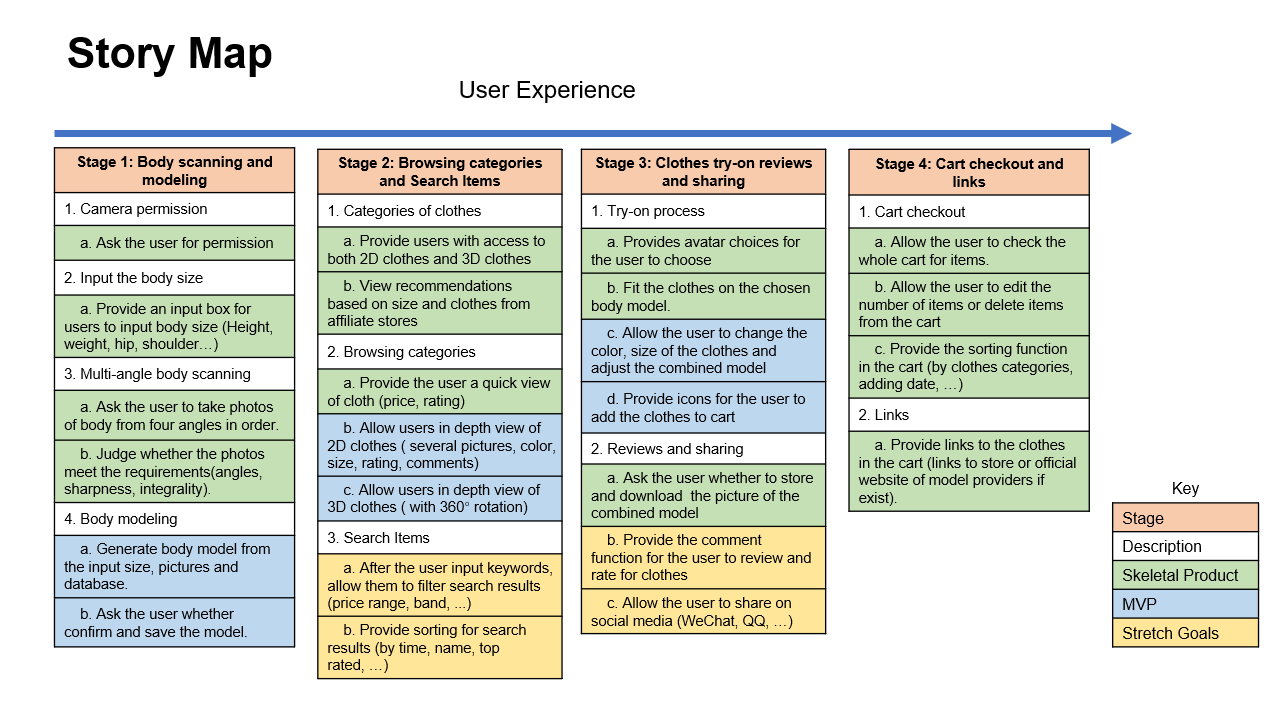 Story Map
User Experience
Stage 1: Body scanning and
modeling
1. Camera permission
a. Ask the user for permission
2. Input the body size
a. Provide an input box for
users to input body size (Height,
weight, hip, shoulder…)
3. Multi-angle body scanning
a. Ask the user to take photos
of body from four angles in order.
b. Judge whether the photos
meet the requirements(angles,
sharpness, integrality).
4. Body modeling
a. Generate body model from
the input size, pictures and
database.
b. Ask the user whether
confirm and save the model.
Stage 2: Browsing categories
and Search Items
1. Categories of clothes
a. Provide users with access to
both 2D clothes and 3D clothes
b. View recommendations
based on size and clothes from
affiliate stores
2. Browsing categories
a. Provide the user a quick view
of cloth (price, rating)
b. Allow users in depth view of
2D clothes ( several pictures, color,
size, rating, comments)
c. Allow users in depth view of
3D clothes ( with 360° rotation)
3. Search Items
a. After the user input keywords,
allow them to filter search results
(price range, band, ...)
b. Provide sorting for search
results (by time, name, top
rated, …)
Stage 3: Clothes try-on reviews
and sharing
1. Try-on process
a. Provides avatar choices for
the user to choose
b. Fit the clothes on the chosen
body model.
c. Allow the user to change the
color, size of the clothes and
adjust the combined model
d. Provide icons for the user to
add the clothes to cart
2. Reviews and sharing
a. Ask the user whether to store
and download the picture of the
combined model
b. Provide the comment
function for the user to review and
rate for clothes
c. Allow the user to share on
social media (WeChat, QQ, …)
Stage 4: Cart checkout and
links
1. Cart checkout
a. Allow the user to check the
whole cart for items.
b. Allow the user to edit the
number of items or delete items
from the cart
c. Provide the sorting function
in the cart (by clothes categories,
adding date, …)
2. Links
a. Provide links to the clothes
in the cart (links to store or official
website of model providers if
exist).
Key
Stage
Description
Skeletal Product
MVP
Stretch Goals